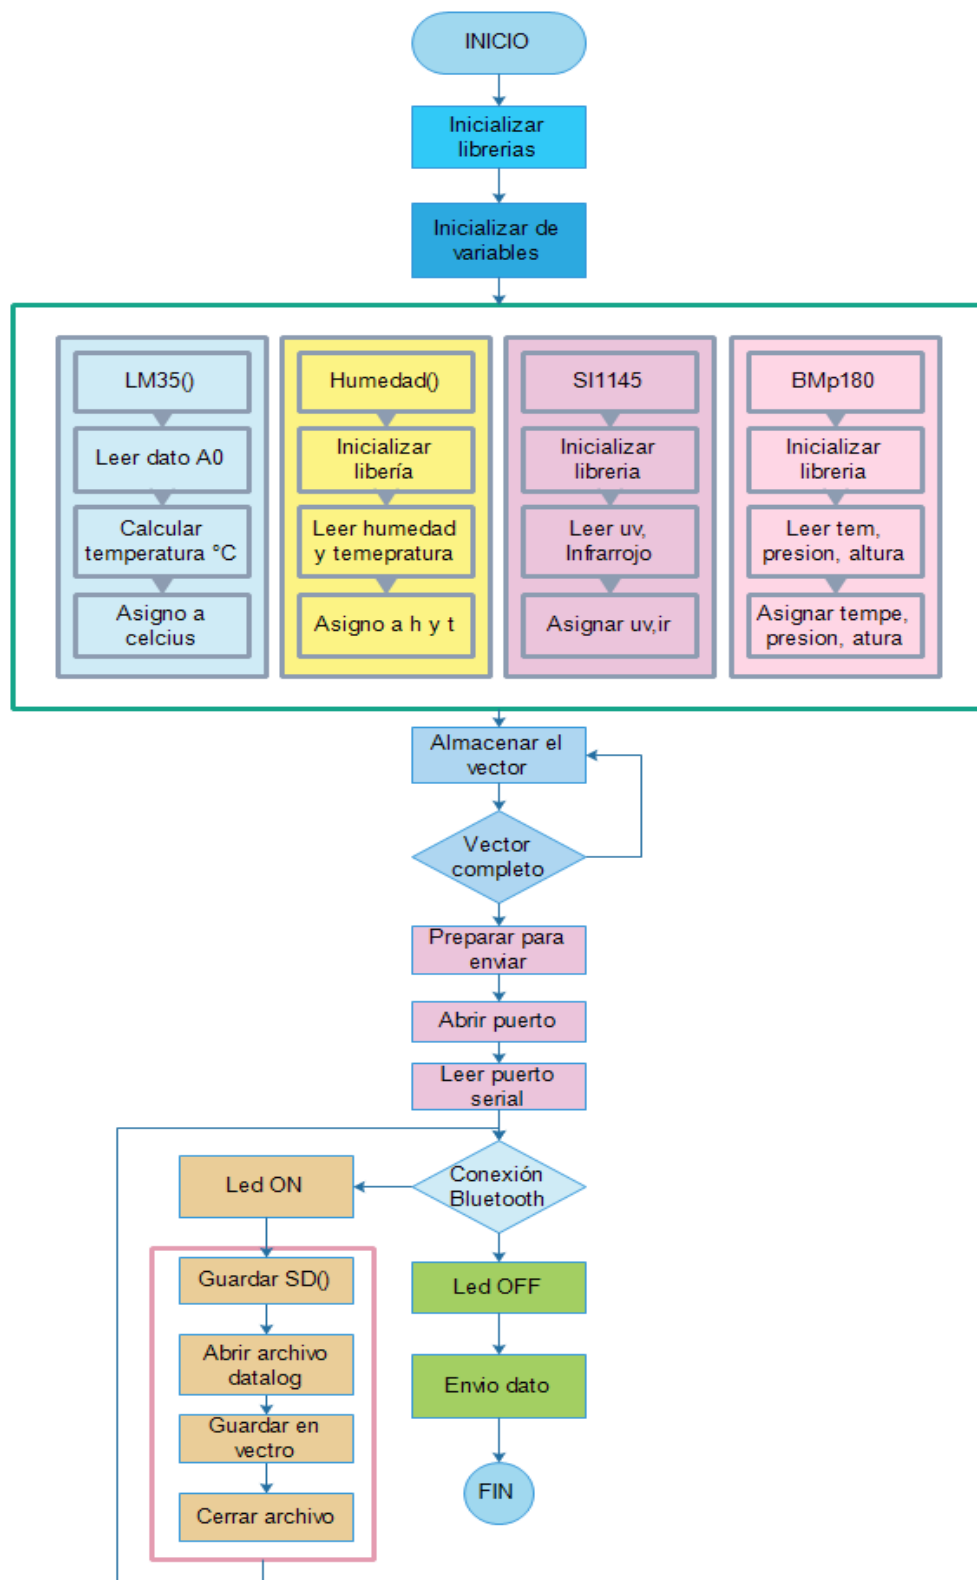 INICIO
Inicializar
librerias
Inicializar de
variables
LM35()
Leer dato A0
Calcular
temperatura °C
Asigno a
celcius
Humedad()
Inicializar
libería
Leer humedad
y temepratura
Asigno a h y t
SI1145
Inicializar
libreria
Leer uv,
Infrarrojo
Asignar uv,ir
BMp180
Inicializar
libreria
Leer tem,
presion, altura
Asignar tempe,
presion, atura
Almacenar el
vector
Vector
completo
Preparar para
enviar
Abrir puerto
Leer puerto
serial
Conexión
Bluetooth
Led ON
Guardar SD()
Abrir archivo
datalog
Guardar en
vectro
Cerrar archivo
Led OFF
Envio dato
FIN